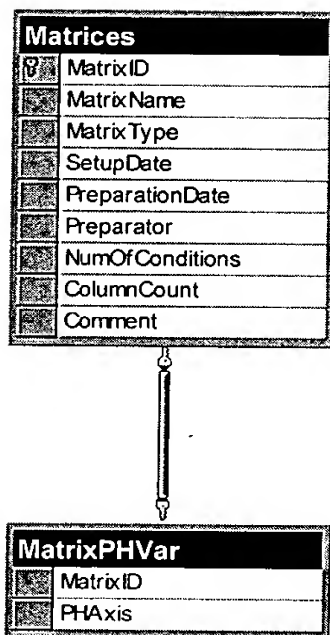 Matrices
MatrixID
MatrixName
MatrixType
SetupDate
PreparationDate
Preparator
NumOfConditions
ColumnCount
Comment
MatrixPHVar
MatrixID
PHAxis